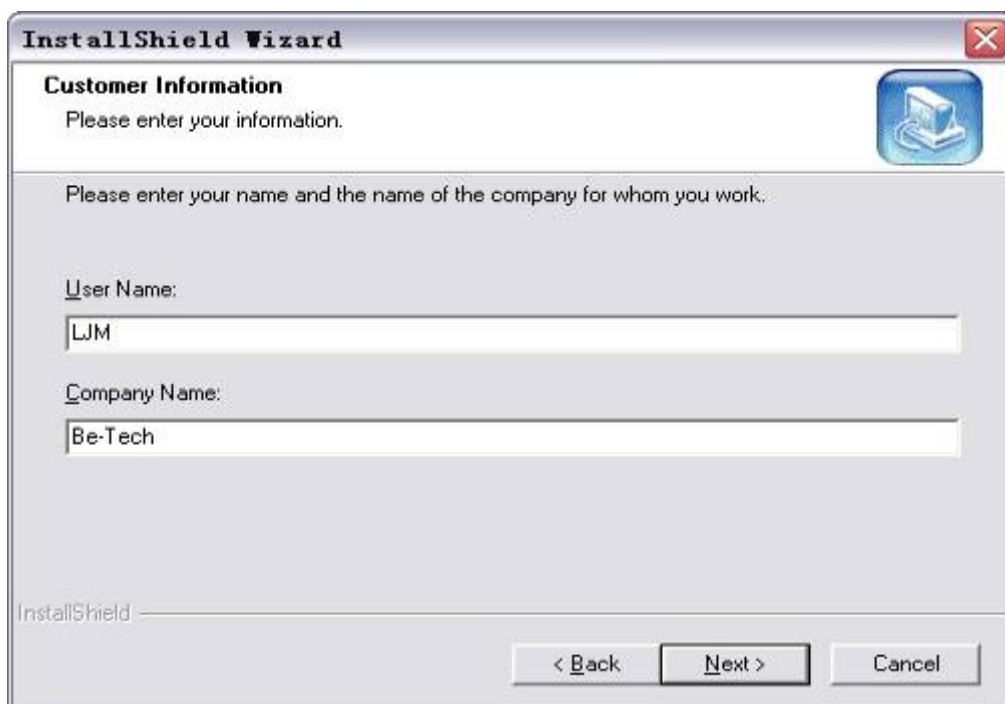 InstallShield Wizard
Customer Information
Please enter your information.
Please enter your name and the name of the company for whom you work.
User Name:
LJM
Company Name:
Be-Tech
InstallShield
< Back Next > Cancel